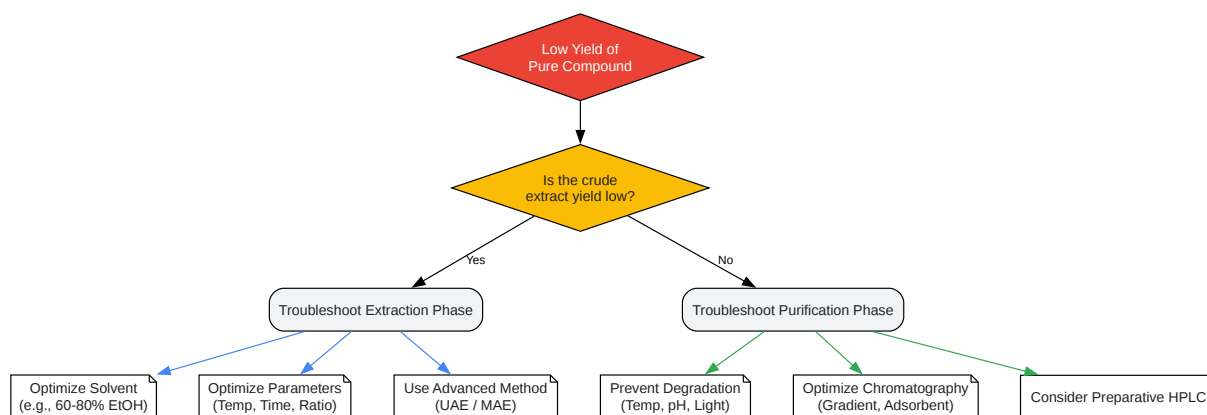 Low Yield of
Pure Compound
Is the crude
extract yield low?
Yes
No
Troubleshoot Extraction Phase
Troubleshoot Purification Phase
Optimize Solvent
(e.g., 60-80% EtOH)
Optimize Parameters
(Temp, Time, Ratio)
Use Advanced Method
(UAE / MAE)
Prevent Degradation
(Temp, pH, Light)
Optimize Chromatography
(Gradient, Adsorbent)
Consider Preparative HPLC